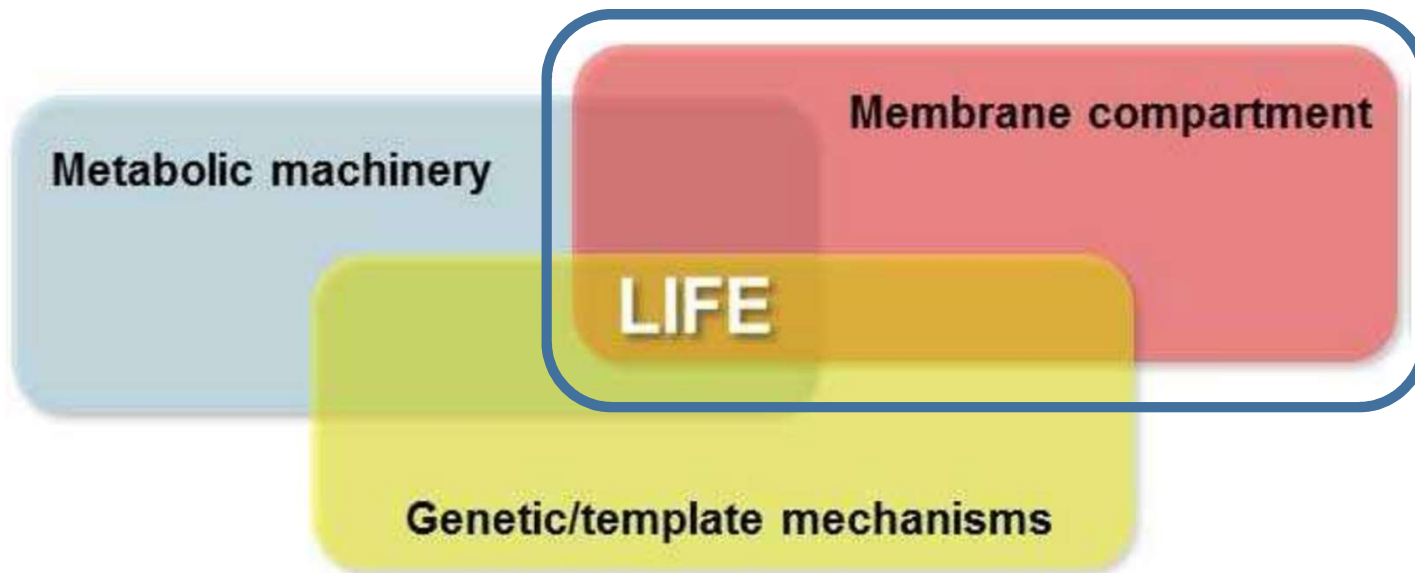 Membrane compartment
Metabolic machinery
LIFE
Genetic/template mechanisms